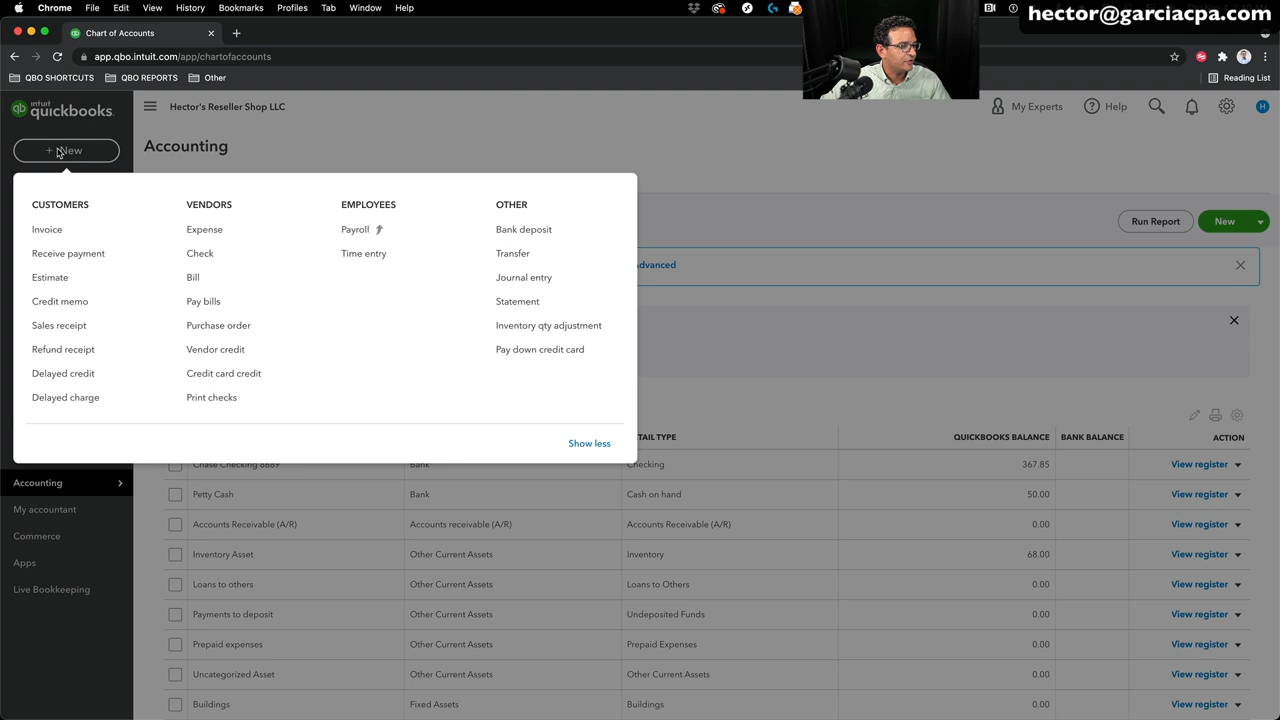 Chrome File Edit View History Bookmarks Profiles Tab Window Help
hector@garciacpa.com
Chart of Accounts
app.qbo.intuit.com/app/chartofaccounts
QBO SHORTCUTS QBO REPORTS Other Reading List
intuit quickbooks.
Hector's Reseller Shop LLC
My Experts Help
+ New
Accounting
CUSTOMERS VENDORS EMPLOYEES OTHER
Invoice Expense Payroll Bank deposit
Receive payment Check Time entry Transfer
Estimate Bill Journal entry
Credit memo Pay bills Statement
Sales receipt Purchase order Inventory qty adjustment
Refund receipt Vendor credit Pay down credit card
Delayed credit Credit card credit
Delayed charge Print checks
Show less
Run Report New
Advanced
TAIL TYPE QUICKBOOKS BALANCE BANK BALANCE ACTION
Chase Checking Bank Checking 367.85 View register
Petty Cash Bank Cash on hand 50.00 View register
Accounts Receivable (A/R) Accounts receivable (A/R) Accounts Receivable (A/R) 0.00 View register
Inventory Asset Other Current Assets Inventory 68.00 View register
Loans to others Other Current Assets Loans to Others 0.00 View register
Payments to deposit Other Current Assets Undeposited Funds 0.00 View register
Prepaid expenses Other Current Assets Prepaid Expenses 0.00 View register
Uncategorized Asset Other Current Assets Other Current Assets 0.00 View register
Buildings Fixed Assets Buildings 0.00 View register
Accounting
My accountant
Commerce
Apps
Live Bookkeeping